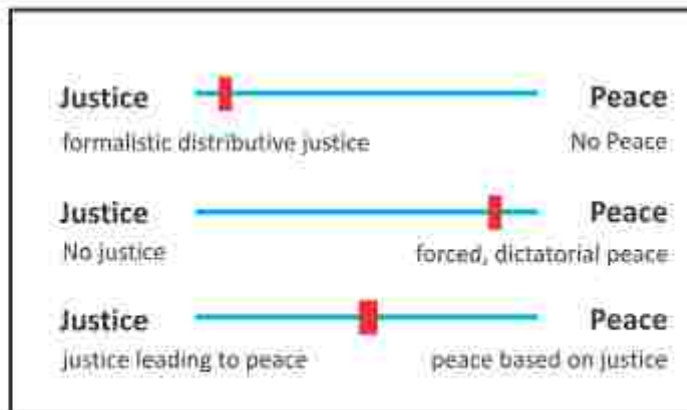 Justice Peace
formalistic distributive justice No Peace
Justice Peace
No justice forced, dictatorial peace
Justice Peace
justice leading to peace peace based on justice